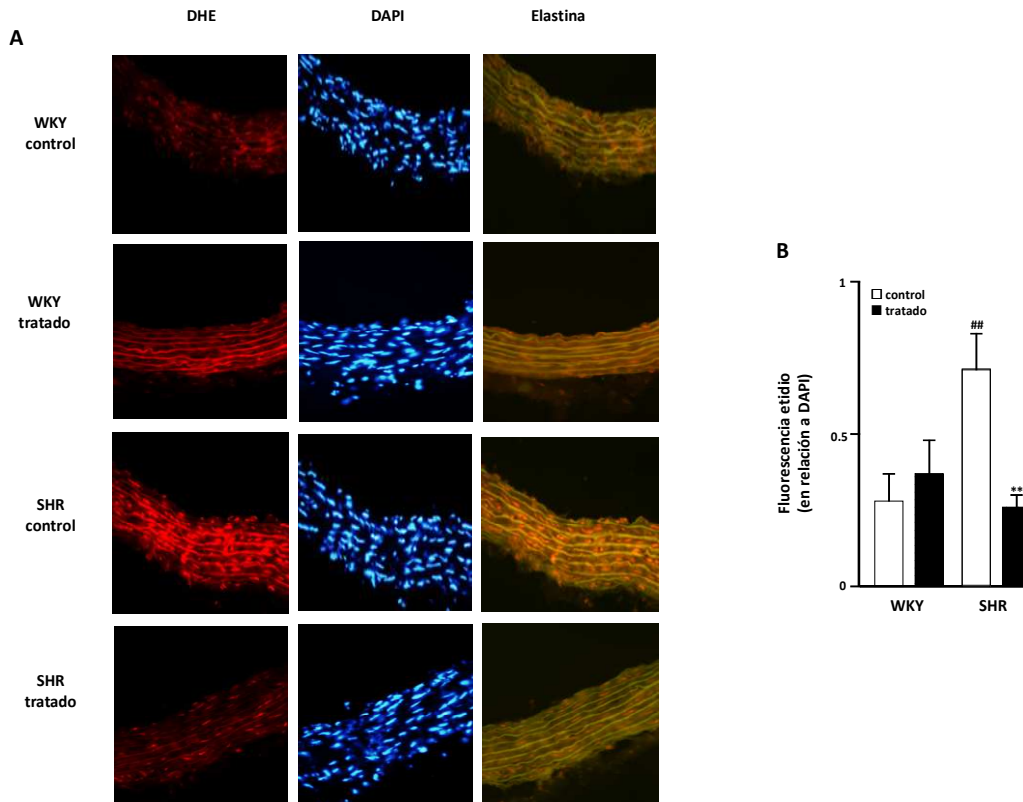 DHE DAPI Elastina
A
WKY
control
WKY
tratado
SHR
control
SHR
tratado
B
1
control
tratado
##
Fluorescencia etidio
(en relación a DAPI)
0.5
**
0
WKY SHR